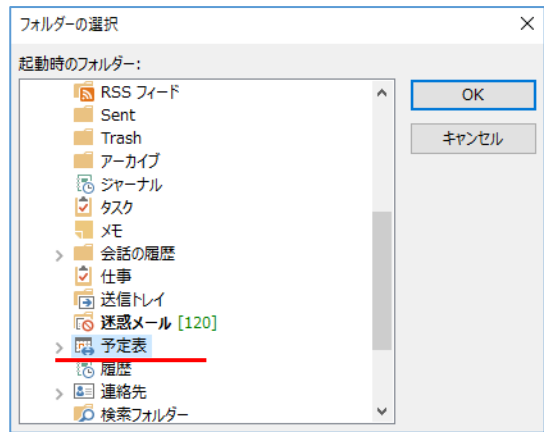 フォルダーの選択
起動時のフォルダー:
RSS フィード
Sent
Trash
アーカイブ
ジャーナル
タスク
メモ
会話の履歴
仕事
送信トレイ
迷惑メール [120]
予定表
履歴
連絡先
検索フォルダー
OK
キャンセル